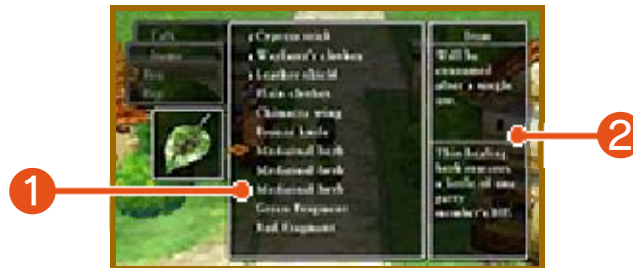 Talk
Items
Cypress stick
Wayfarer's clothes
Leather shield
Plain clothes
Chimaera wing
Bronze knife
Medicinal herb
Medicinal herb
Medicinal herb
Green Fragment
Red Fragment
Item
Will be
consumed
after a single
use.
This healing
herb restores
a little of one
party
member's HP.
1
2